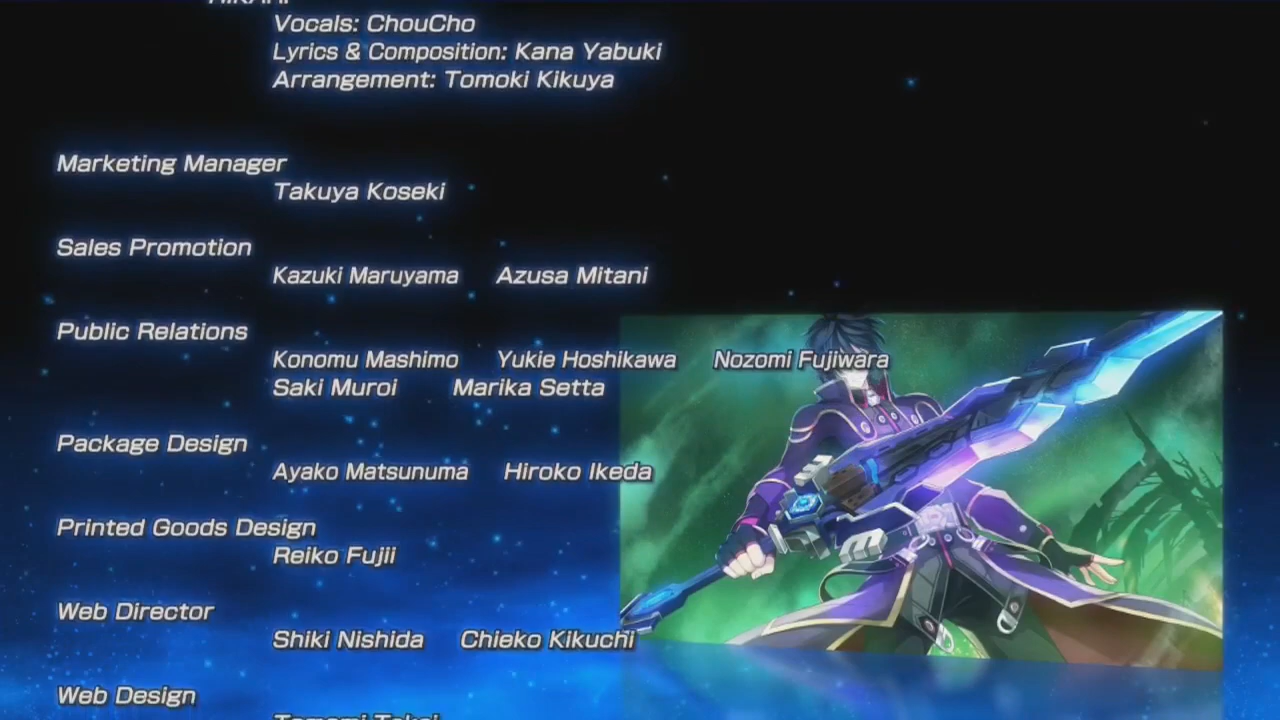 Vocals: ChouCho
Lyrics & Composition: Kana Yabuki
Arrangement: Tomoki Kikuya
Marketing Manager
Takuya Koseki
Sales Promotion
Kazuki Maruyama Azusa Mitani
Public Relations
Konomu Mashimo Yukie Hoshikawa Nozomi Fujiwara
Saki Muroi Marika Setta
Package Design
Ayako Matsunuma Hiroko Ikeda
Printed Goods Design
Reiko Fujii
Web Director
Shiki Nishida Chieko Kikuchi
Web Design